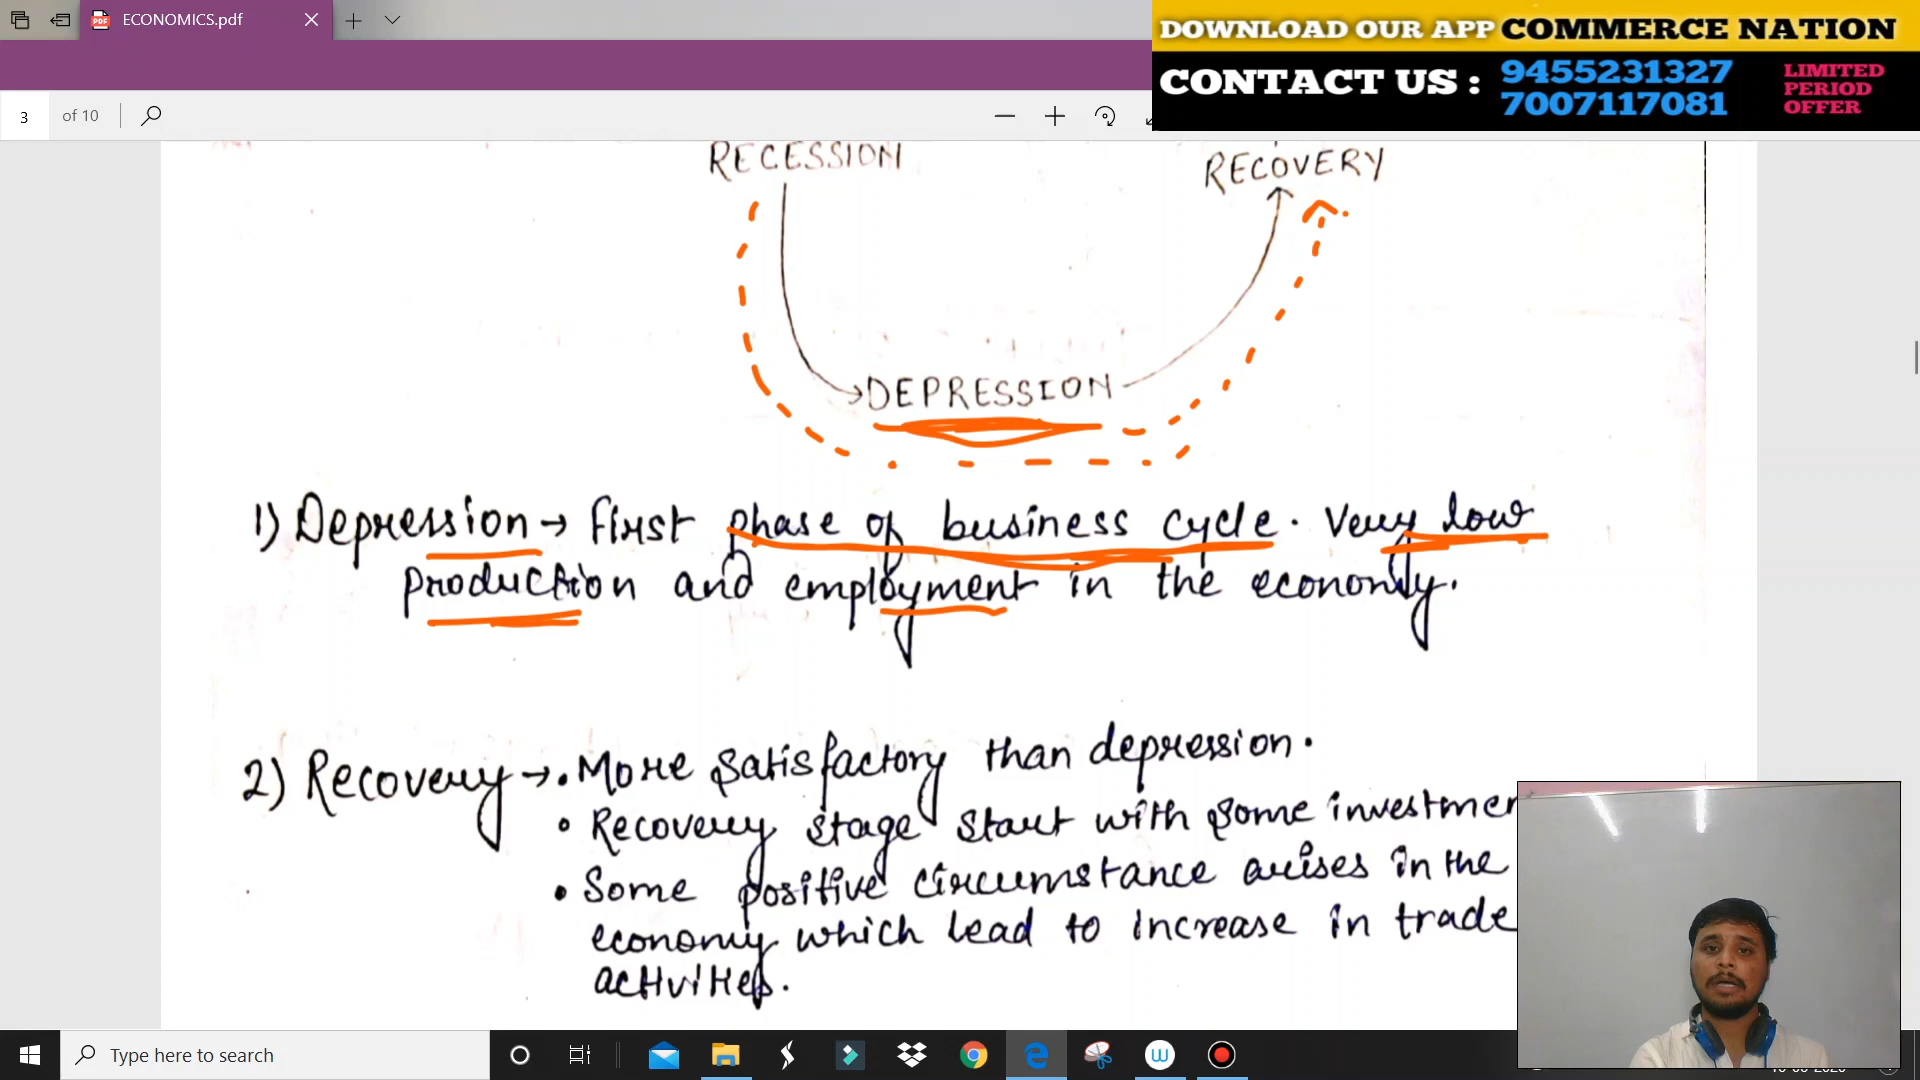 ECONOMICS.pdf
DOWNLOAD OUR APP COMMERCE NATION
CONTACT US :
9455231327
7007117081
LIMITED
PERIOD
OFFER
3 of 10
RECESSION
RECOVERY
DEPRESSION
1) Depression → First phase of business cycle. Very low
production and employment in the economy.
2) Recovery → • More satisfactory than depression.
• Recovery stage start with some
• Some positive circumstance arises in the
economy which lead to increase in trade
activities.
Type here to search